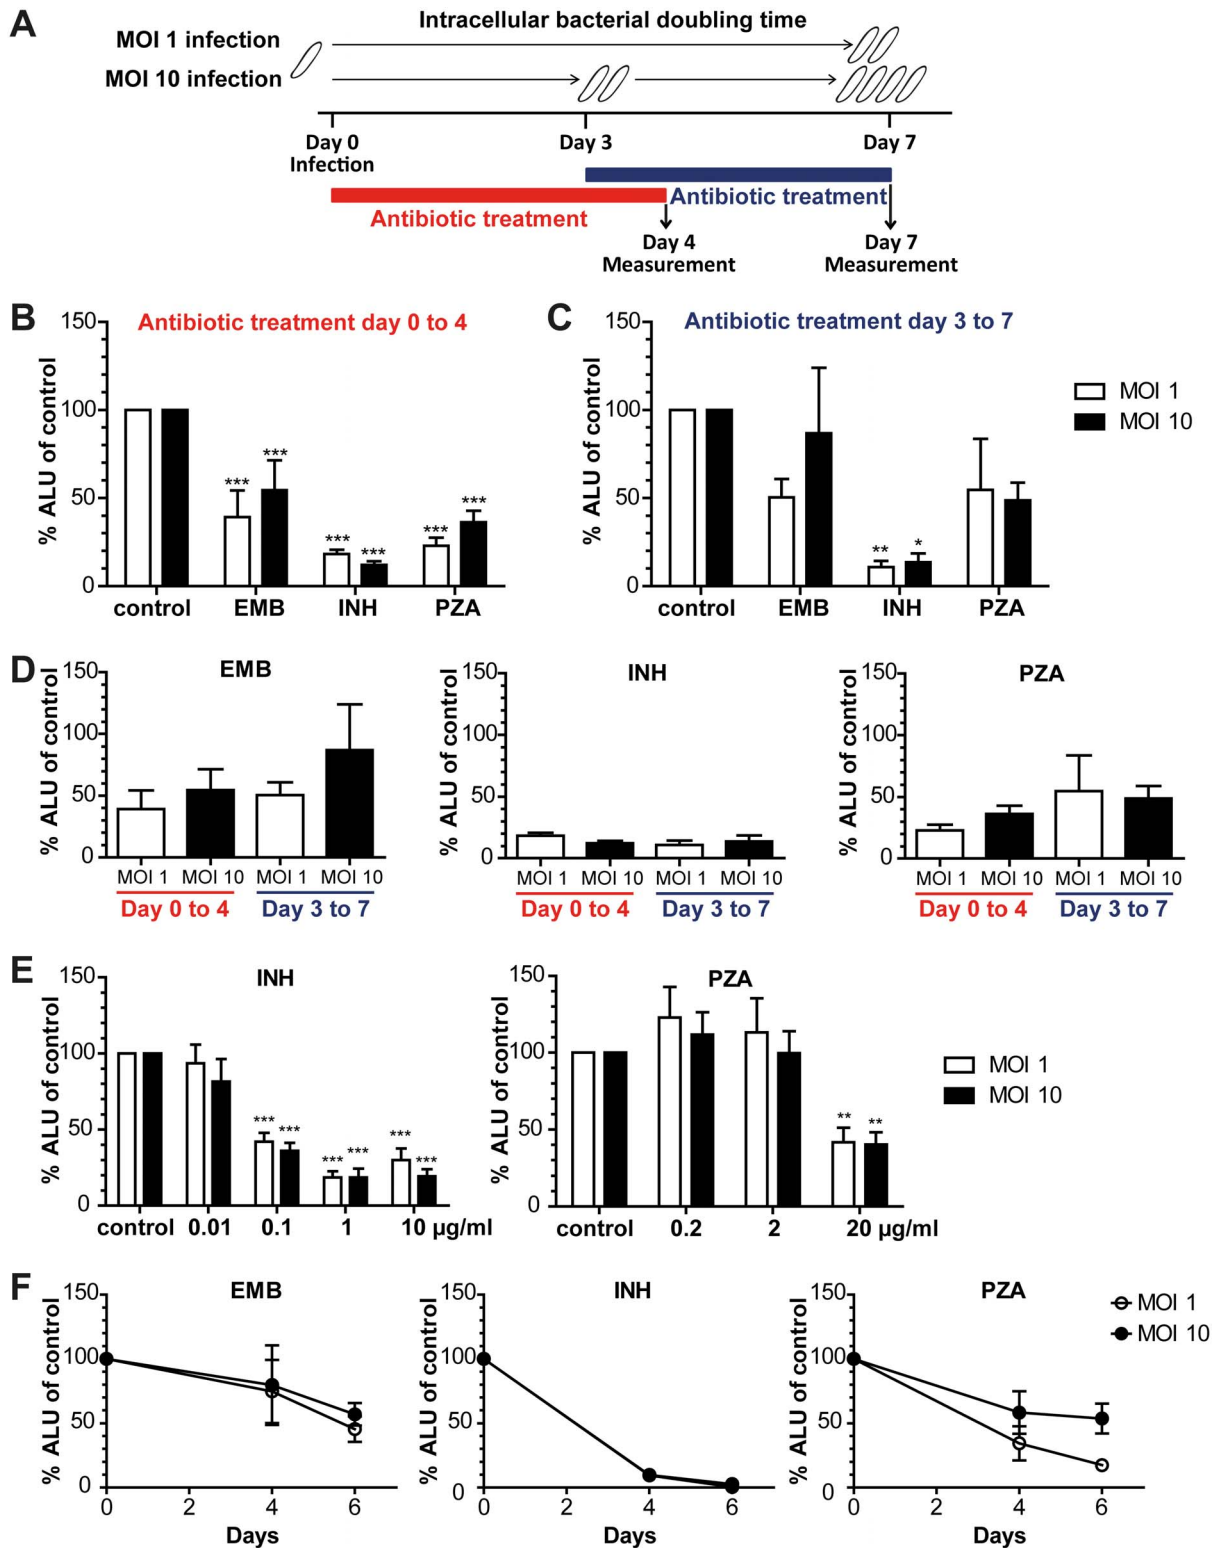 A
Intracellular bacterial doubling time
MOI 1 infection
MOI 10 infection
Day 0
Infection
Day 3
Day 7
Antibiotic treatment
Antibiotic treatment
Day 4
Measurement
Day 7
Measurement
B
Antibiotic treatment day 0 to 4
% ALU of control
150
100
50
0
***
***
***
***
***
***
control EMB INH PZA
C
Antibiotic treatment day 3 to 7
% ALU of control
150
100
50
0
**
*
control EMB INH PZA
MOI 1
MOI 10
D
EMB
% ALU of control
150
100
50
0
MOI 1 MOI 10 MOI 1 MOI 10
Day 0 to 4 Day 3 to 7
INH
% ALU of control
150
100
50
0
MOI 1 MOI 10 MOI 1 MOI 10
Day 0 to 4 Day 3 to 7
PZA
% ALU of control
150
100
50
0
MOI 1 MOI 10 MOI 1 MOI 10
Day 0 to 4 Day 3 to 7
E
INH
% ALU of control
150
100
50
0
***
***
***
***
***
***
control 0.01 0.1 1 10 µg/ml
PZA
% ALU of control
150
100
50
0
**
**
control 0.2 2 20 µg/ml
MOI 1
MOI 10
F
EMB
% ALU of control
150
100
50
0
0 2 4 6
Days
INH
% ALU of control
150
100
50
0
0 2 4 6
Days
PZA
% ALU of control
150
100
50
0
0 2 4 6
Days
MOI 1
MOI 10